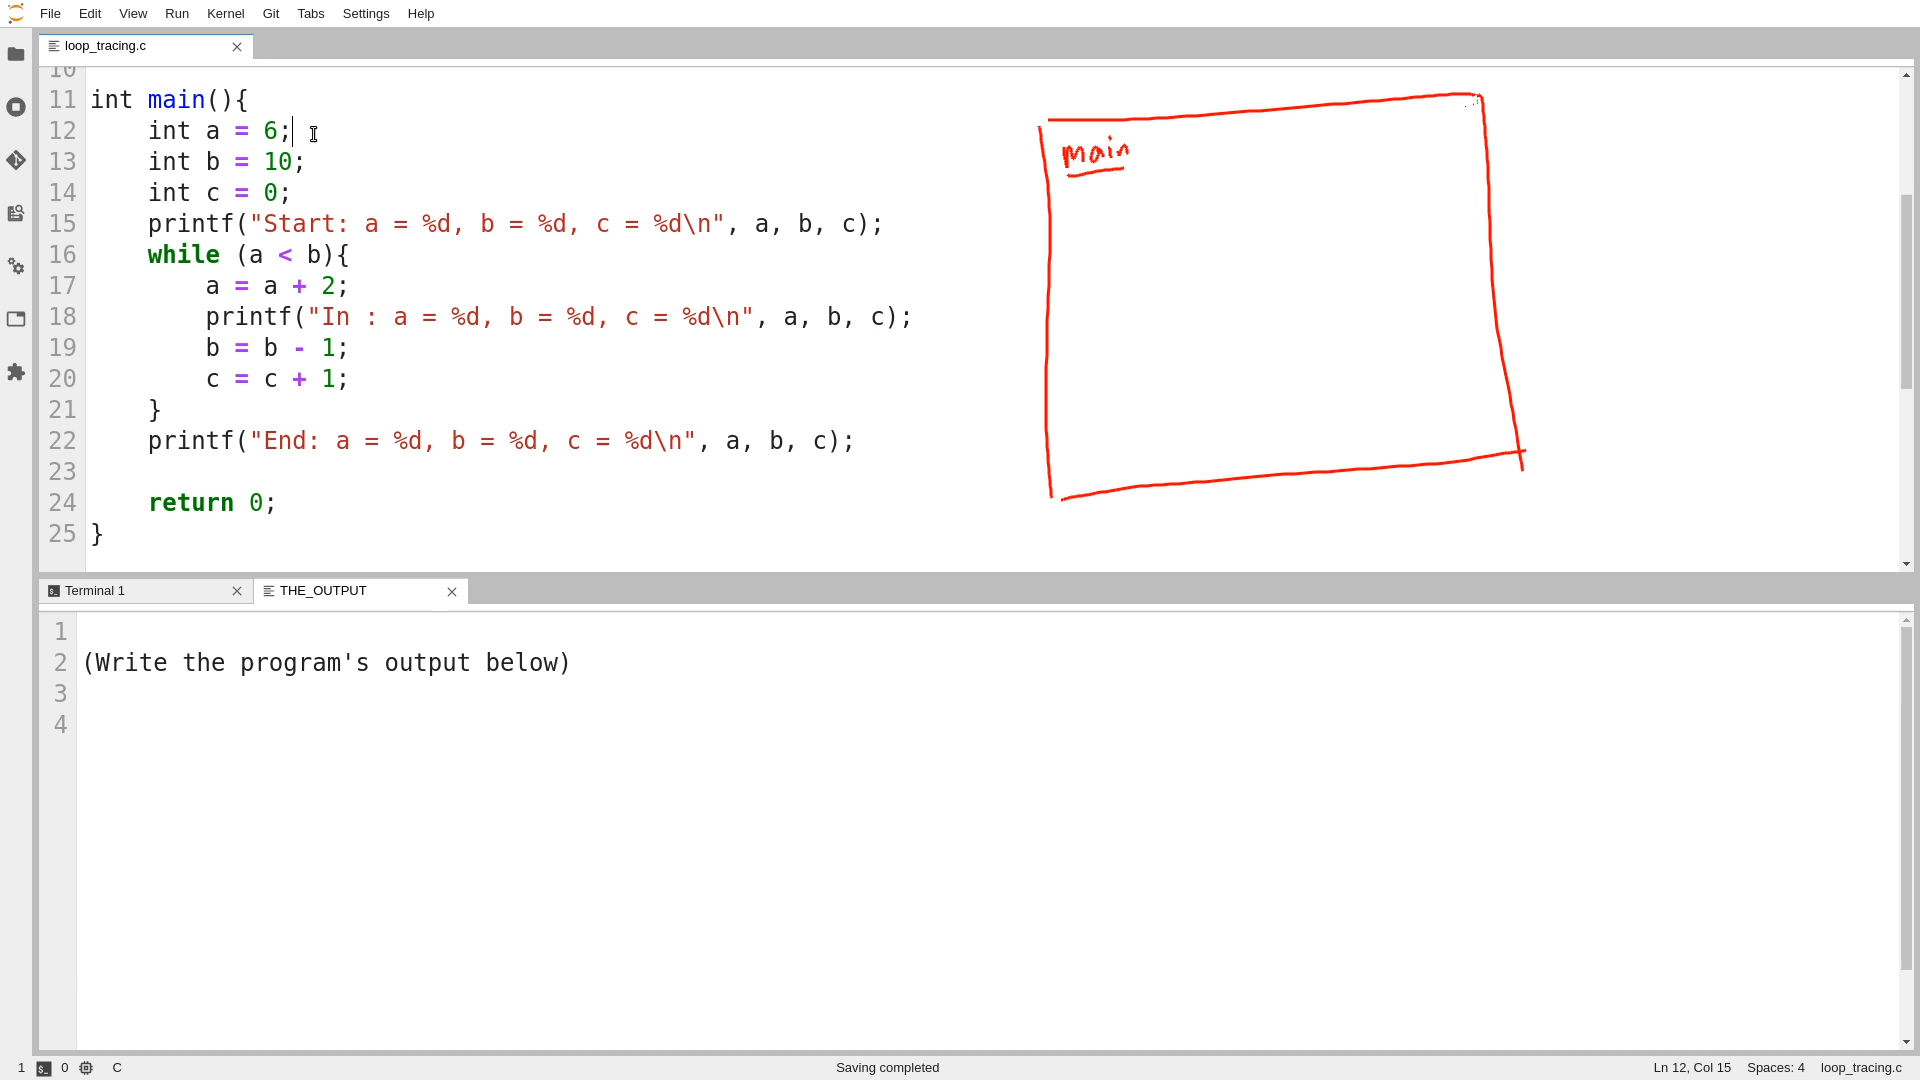 File Edit View Run Kernel Git Tabs Settings Help
loop_tracing.c
10
11 int main(){
12     int a = 6;
13     int b = 10;
14     int c = 0;
15     printf("Start: a = %d, b = %d, c = %d\n", a, b, c);
16     while (a < b){
17         a = a + 2;
18         printf("In : a = %d, b = %d, c = %d\n", a, b, c);
19         b = b - 1;
20         c = c + 1;
21     }
22     printf("End: a = %d, b = %d, c = %d\n", a, b, c);
23
24     return 0;
25 }
main
Terminal 1 THE_OUTPUT
1
2 (Write the program's output below)
3
4
1 0 C Saving completed Ln 12, Col 15 Spaces: 4 loop_tracing.c